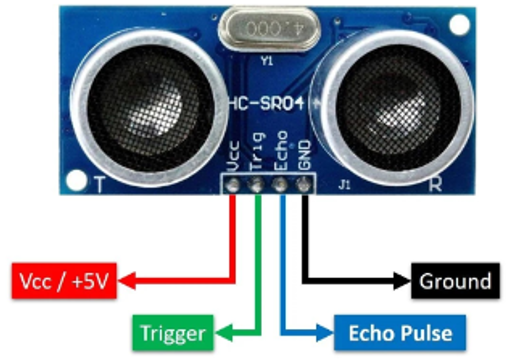 4.000
Y1
HC-SR04
Vcc
Trig
Echo
GND
T
J1
R
Vcc / +5V
Ground
Trigger
Echo Pulse